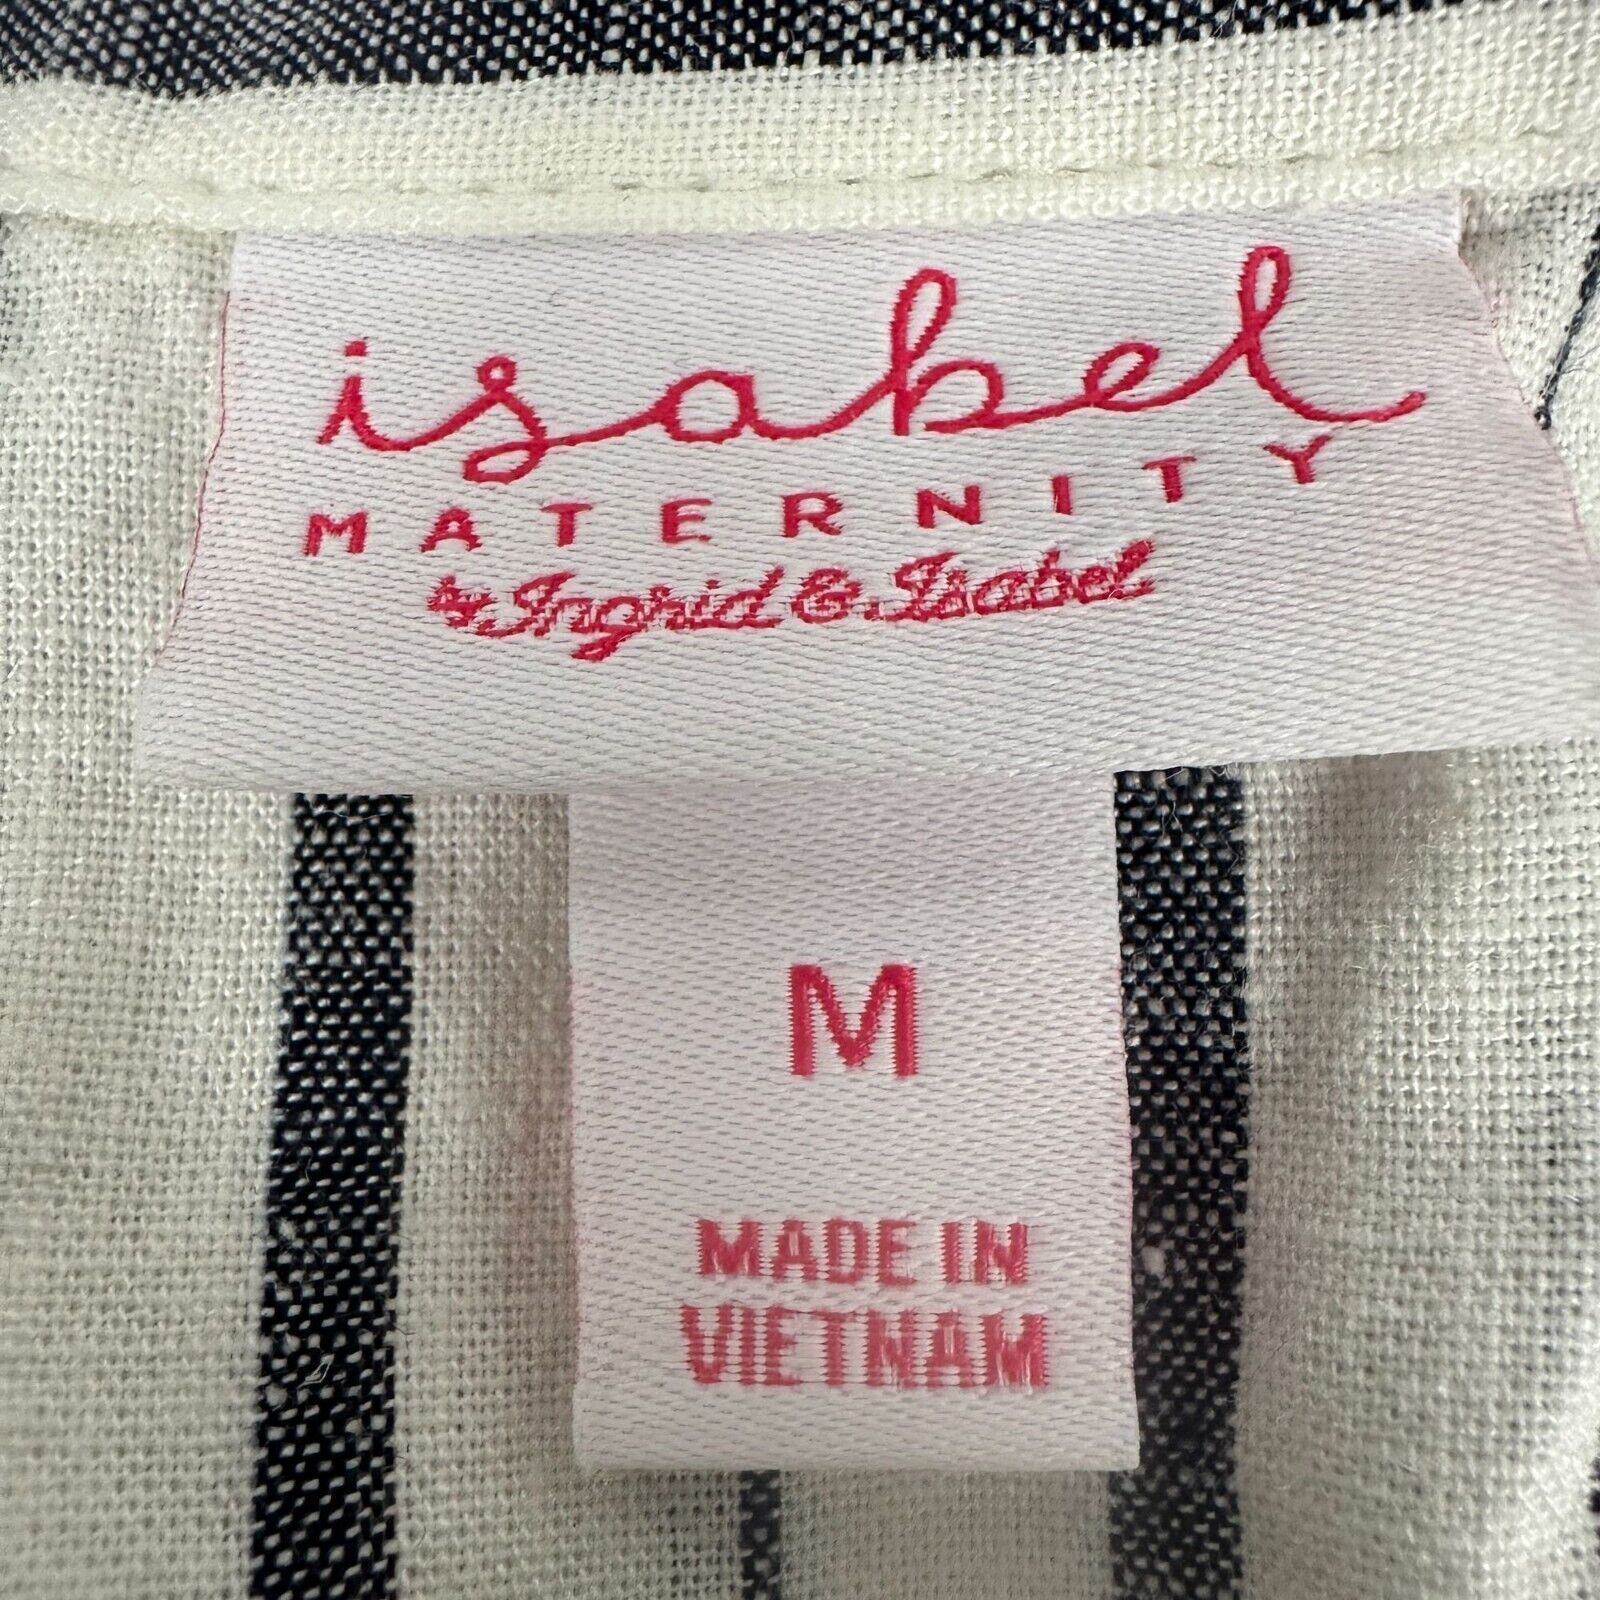 isabel
MATERNITY
by Ingrid & Isabel
M
MADE IN
VIETNAM